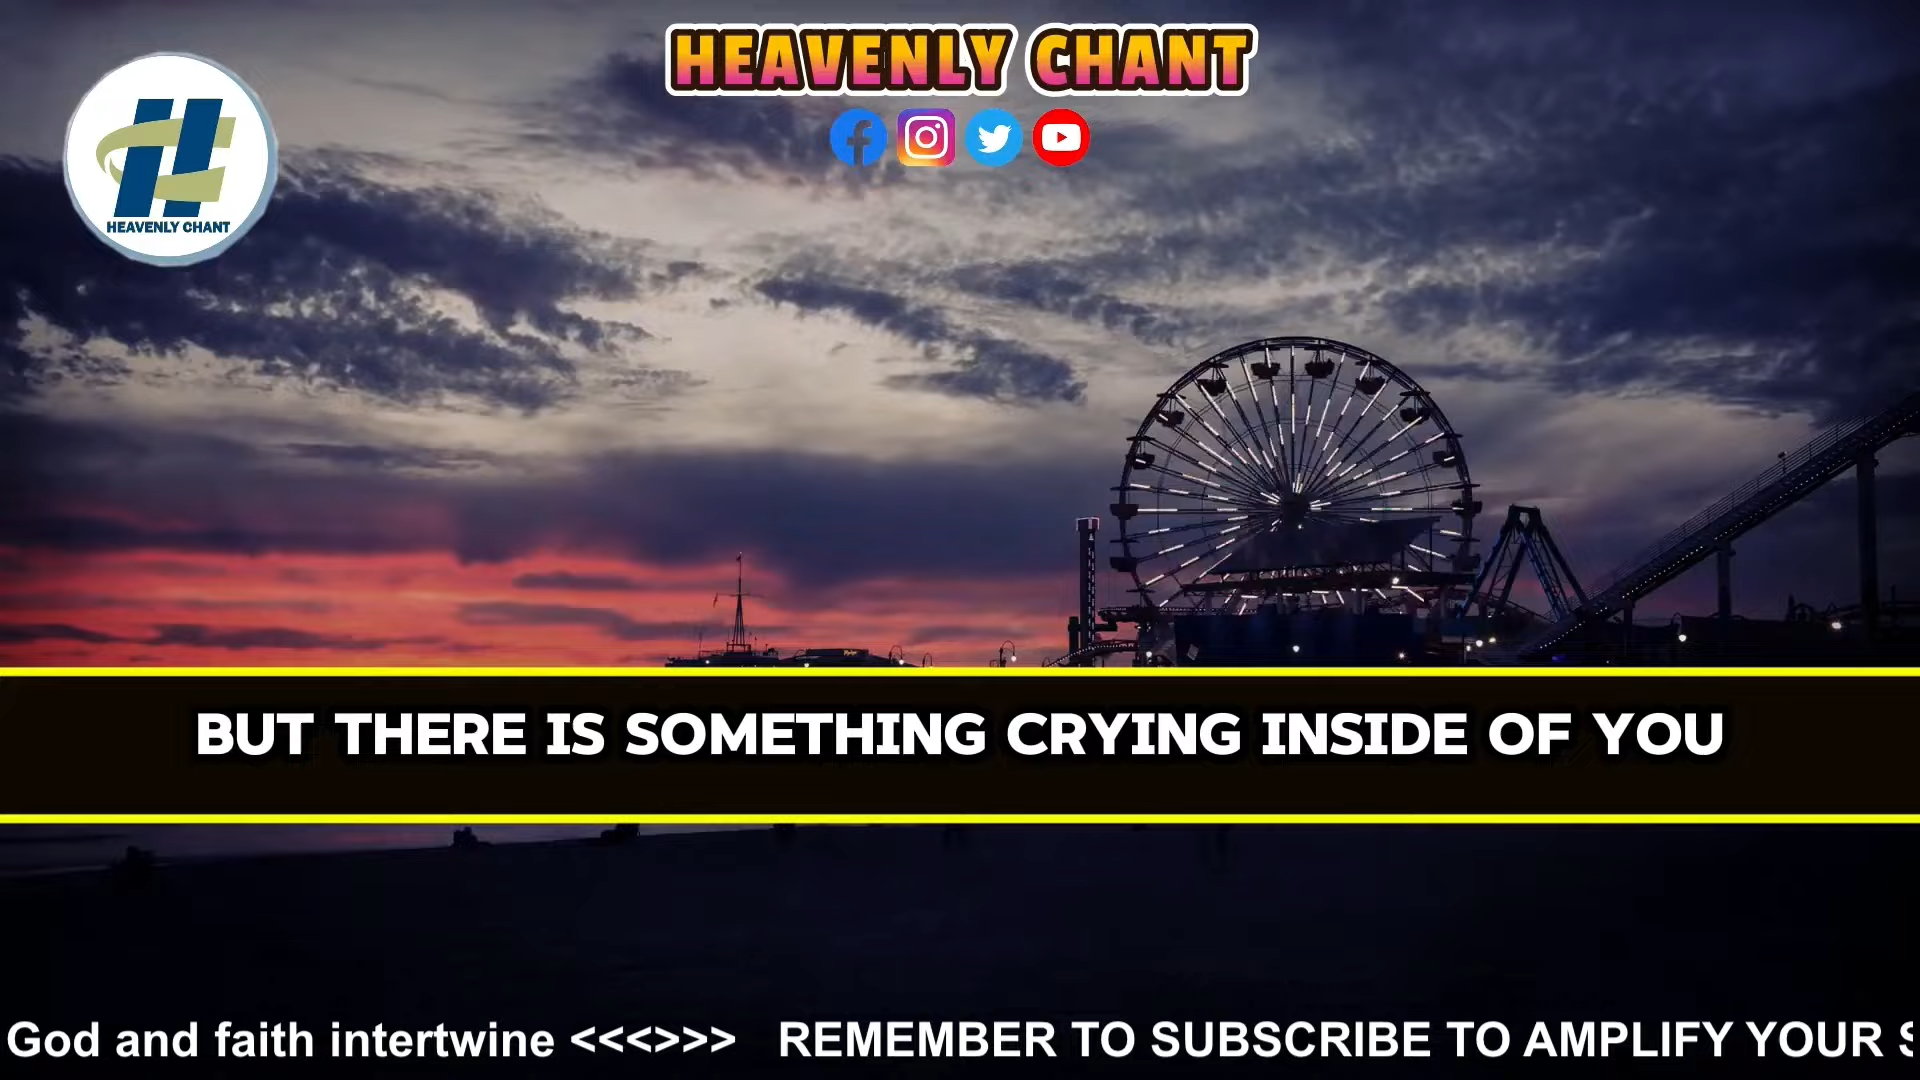 HEAVENLY CHANT
HEAVENLY CHANT
BUT THERE IS SOMETHING CRYING INSIDE OF YOU
God and faith intertwine <<<>>> REMEMBER TO SUBSCRIBE TO AMPLIFY YOUR